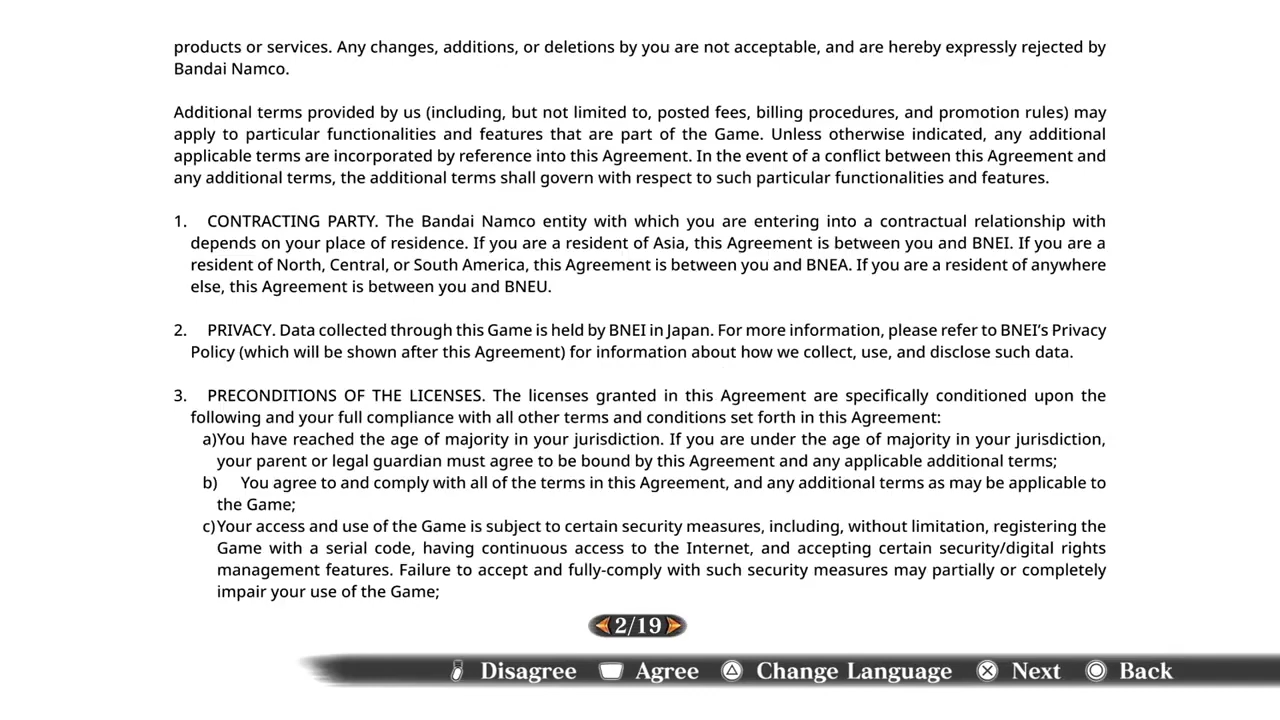 products or services. Any changes, additions, or deletions by you are not acceptable, and are hereby expressly rejected by
Bandai Namco.
Additional terms provided by us (including, but not limited to, posted fees, billing procedures, and promotion rules) may
apply to particular functionalities and features that are part of the Game. Unless otherwise indicated, any additional
applicable terms are incorporated by reference into this Agreement. In the event of a conflict between this Agreement and
any additional terms, the additional terms shall govern with respect to such particular functionalities and features.
1. CONTRACTING PARTY. The Bandai Namco entity with which you are entering into a contractual relationship with
depends on your place of residence. If you are a resident of Asia, this Agreement is between you and BNEI. If you are a
resident of North, Central, or South America, this Agreement is between you and BNEA. If you are a resident of anywhere
else, this Agreement is between you and BNEU.
2. PRIVACY. Data collected through this Game is held by BNEI in Japan. For more information, please refer to BNEI's Privacy
Policy (which will be shown after this Agreement) for information about how we collect, use, and disclose such data.
3. PRECONDITIONS OF THE LICENSES. The licenses granted in this Agreement are specifically conditioned upon the
following and your full compliance with all other terms and conditions set forth in this Agreement:
a)You have reached the age of majority in your jurisdiction. If you are under the age of majority in your jurisdiction,
your parent or legal guardian must agree to be bound by this Agreement and any applicable additional terms;
b) You agree to and comply with all of the terms in this Agreement, and any additional terms as may be applicable to
the Game;
c)Your access and use of the Game is subject to certain security measures, including, without limitation, registering the
Game with a serial code, having continuous access to the Internet, and accepting certain security/digital rights
management features. Failure to accept and fully-comply with such security measures may partially or completely
impair your use of the Game;
2/19
Disagree Agree Change Language Next Back